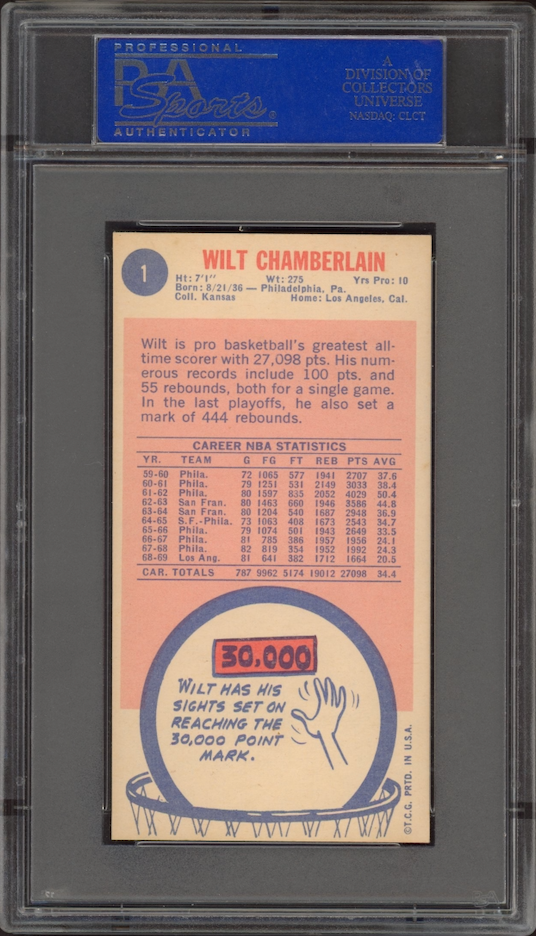 PROFESSIONAL
PSA
Sports®
AUTHENTICATOR
A
DIVISION OF
COLLECTORS
UNIVERSE
NASDAQ: CLCT
1
WILT CHAMBERLAIN
Ht: 7'1" Wt: 275 Yrs Pro: 10
Born: 8/21/36 — Philadelphia, Pa.
Coll. Kansas Home: Los Angeles, Cal.
Wilt is pro basketball's greatest all-
time scorer with 27,098 pts. His num-
erous records include 100 pts. and
55 rebounds, both for a single game.
In the last playoffs, he also set a
mark of 444 rebounds.
CAREER NBA STATISTICS
YR. TEAM G FG FT REB PTS AVG
59-60 Phila. 72 1065 577 1941 2707 37.6
60-61 Phila. 79 1251 531 2149 3033 38.4
61-62 Phila. 80 1597 835 2052 4029 50.4
62-63 San Fran. 80 1463 660 1946 3586 44.8
63-64 San Fran. 80 1204 540 1687 2948 36.9
64-65 S.F.-Phila. 73 1063 408 1673 2543 34.7
65-66 Phila. 79 1074 501 1943 2649 33.5
66-67 Phila. 81 785 386 1957 1956 24.1
67-68 Phila. 82 819 354 1952 1992 24.3
68-69 Los Ang. 81 641 382 1712 1664 20.5
CAR. TOTALS 787 9962 5174 19012 27098 34.4
30,000
WILT HAS HIS
SIGHTS SET ON
REACHING THE
30,000 POINT
MARK.
©T.C.G. PRTD. IN U.S.A.